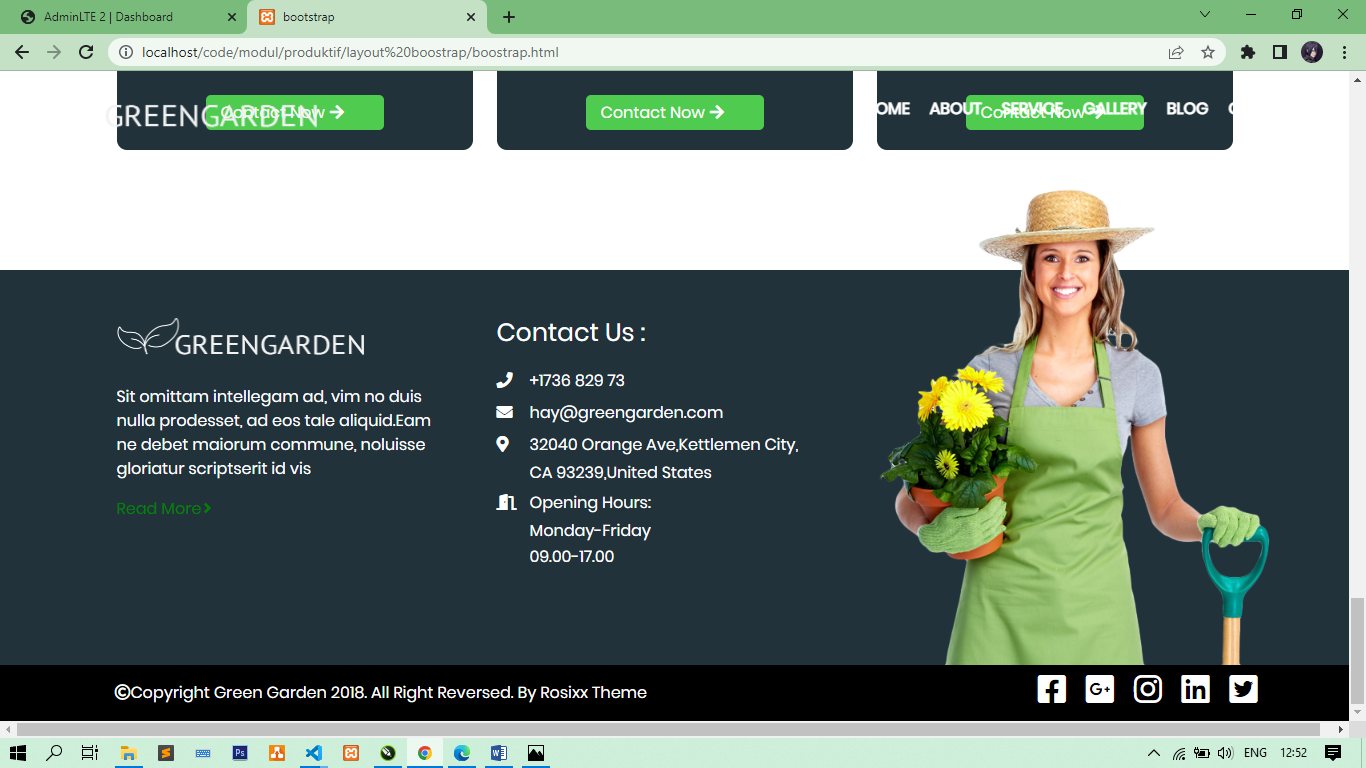 AdminLTE 2 | Dashboard
bootstrap
localhost/code/modul/produktif/layout%20boostrap/boostrap.html
GREENGARDEN
OME ABOUT SERVICE GALLERY BLOG
Contact Now
Contact Now
Contact Now
GREENGARDEN
Sit omittam intellegam ad, vim no duis
nulla prodesset, ad eos tale aliquid.Eam
ne debet maiorum commune, noluisse
gloriatur scriptserit id vis
Read More
Contact Us :
+1736 829 73
hay@greengarden.com
32040 Orange Ave,Kettlemen City,
CA 93239,United States
Opening Hours:
Monday-Friday
09.00-17.00
©Copyright Green Garden 2018. All Right Reversed. By Rosixx Theme
ENG 12:52